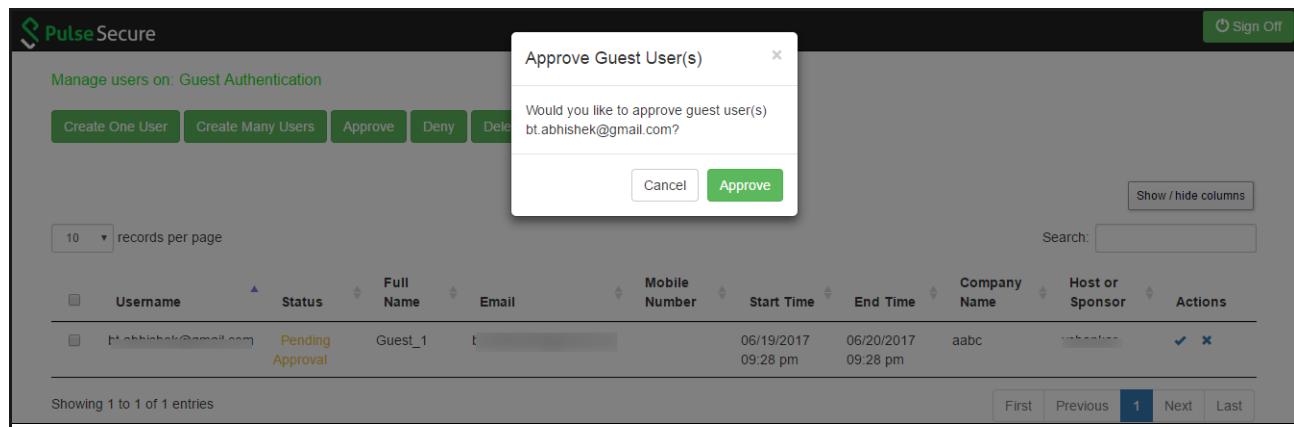 Pulse Secure
Sign Off
Manage users on: Guest Authentication
Create One User Create Many Users Approve Deny
Approve Guest User(s) ×
Would you like to approve guest user(s)
bt.abhishek@gmail.com?
Cancel Approve
Show / hide columns
10 records per page
Search:
Username Status Full Name Email Mobile Number Start Time End Time Company Name Host or Sponsor Actions
Pending Approval Guest_1 06/19/2017 09:28 pm 06/20/2017 09:28 pm aabc
Showing 1 to 1 of 1 entries
First Previous 1 Next Last